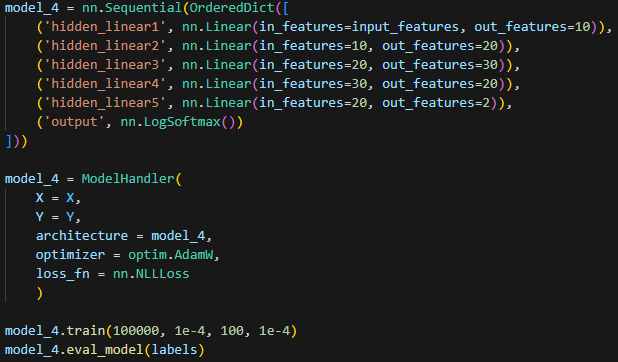 model_4 = nn.Sequential(OrderedDict([
    ('hidden_linear1', nn.Linear(in_features=input_features, out_features=10)),
    ('hidden_linear2', nn.Linear(in_features=10, out_features=20)),
    ('hidden_linear3', nn.Linear(in_features=20, out_features=30)),
    ('hidden_linear4', nn.Linear(in_features=30, out_features=20)),
    ('hidden_linear5', nn.Linear(in_features=20, out_features=2)),
    ('output', nn.LogSoftmax())
]))

model_4 = ModelHandler(
    X = X,
    Y = Y,
    architecture = model_4,
    optimizer = optim.AdamW,
    loss_fn = nn.NLLLoss
    )

model_4.train(100000, 1e-4, 100, 1e-4)
model_4.eval_model(labels)